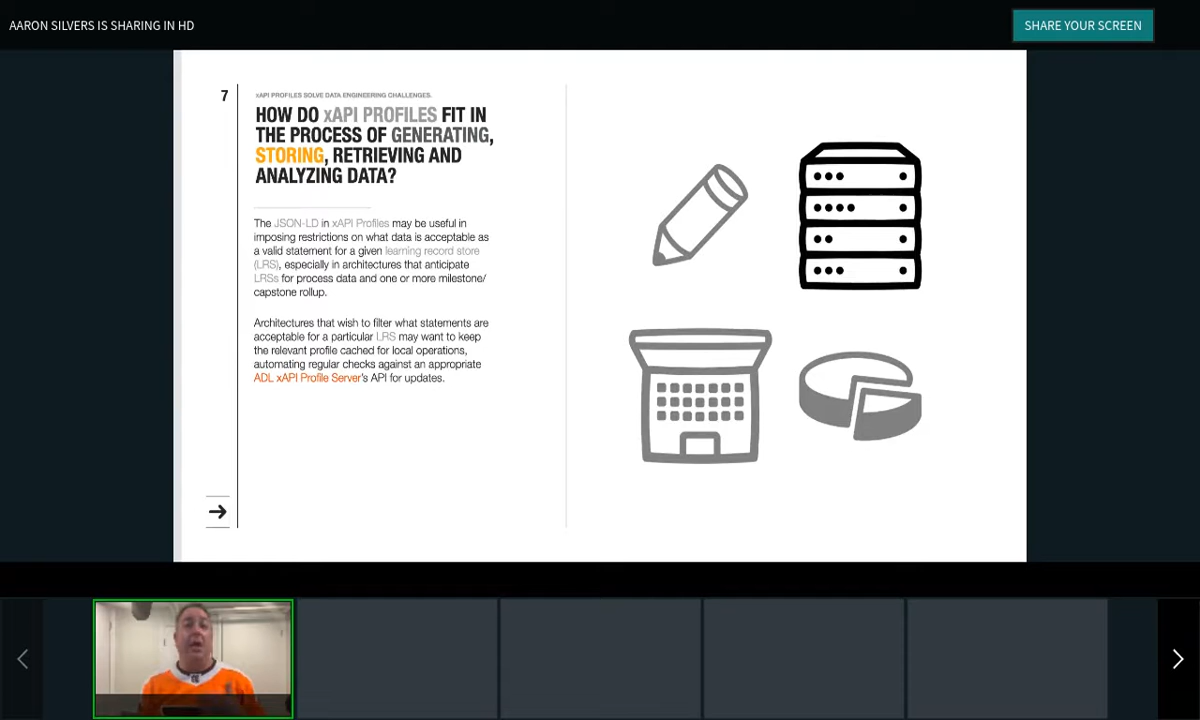 AARON SILVERS IS SHARING IN HD
SHARE YOUR SCREEN
7
xAPI PROFILES SOLVE DATA ENGINEERING CHALLENGES.
HOW DO xAPI PROFILES FIT IN
THE PROCESS OF GENERATING,
STORING, RETRIEVING AND
ANALYZING DATA?
The JSON-LD in xAPI Profiles may be useful in
imposing restrictions on what data is acceptable as
a valid statement for a given learning record store
(LRS), especially in architectures that anticipate
LRSs for process data and one or more milestone/
capstone rollup.
Architectures that wish to filter what statements are
acceptable for a particular LRS may want to keep
the relevant profile cached for local operations,
automating regular checks against an appropriate
ADL xAPI Profile Server's API for updates.